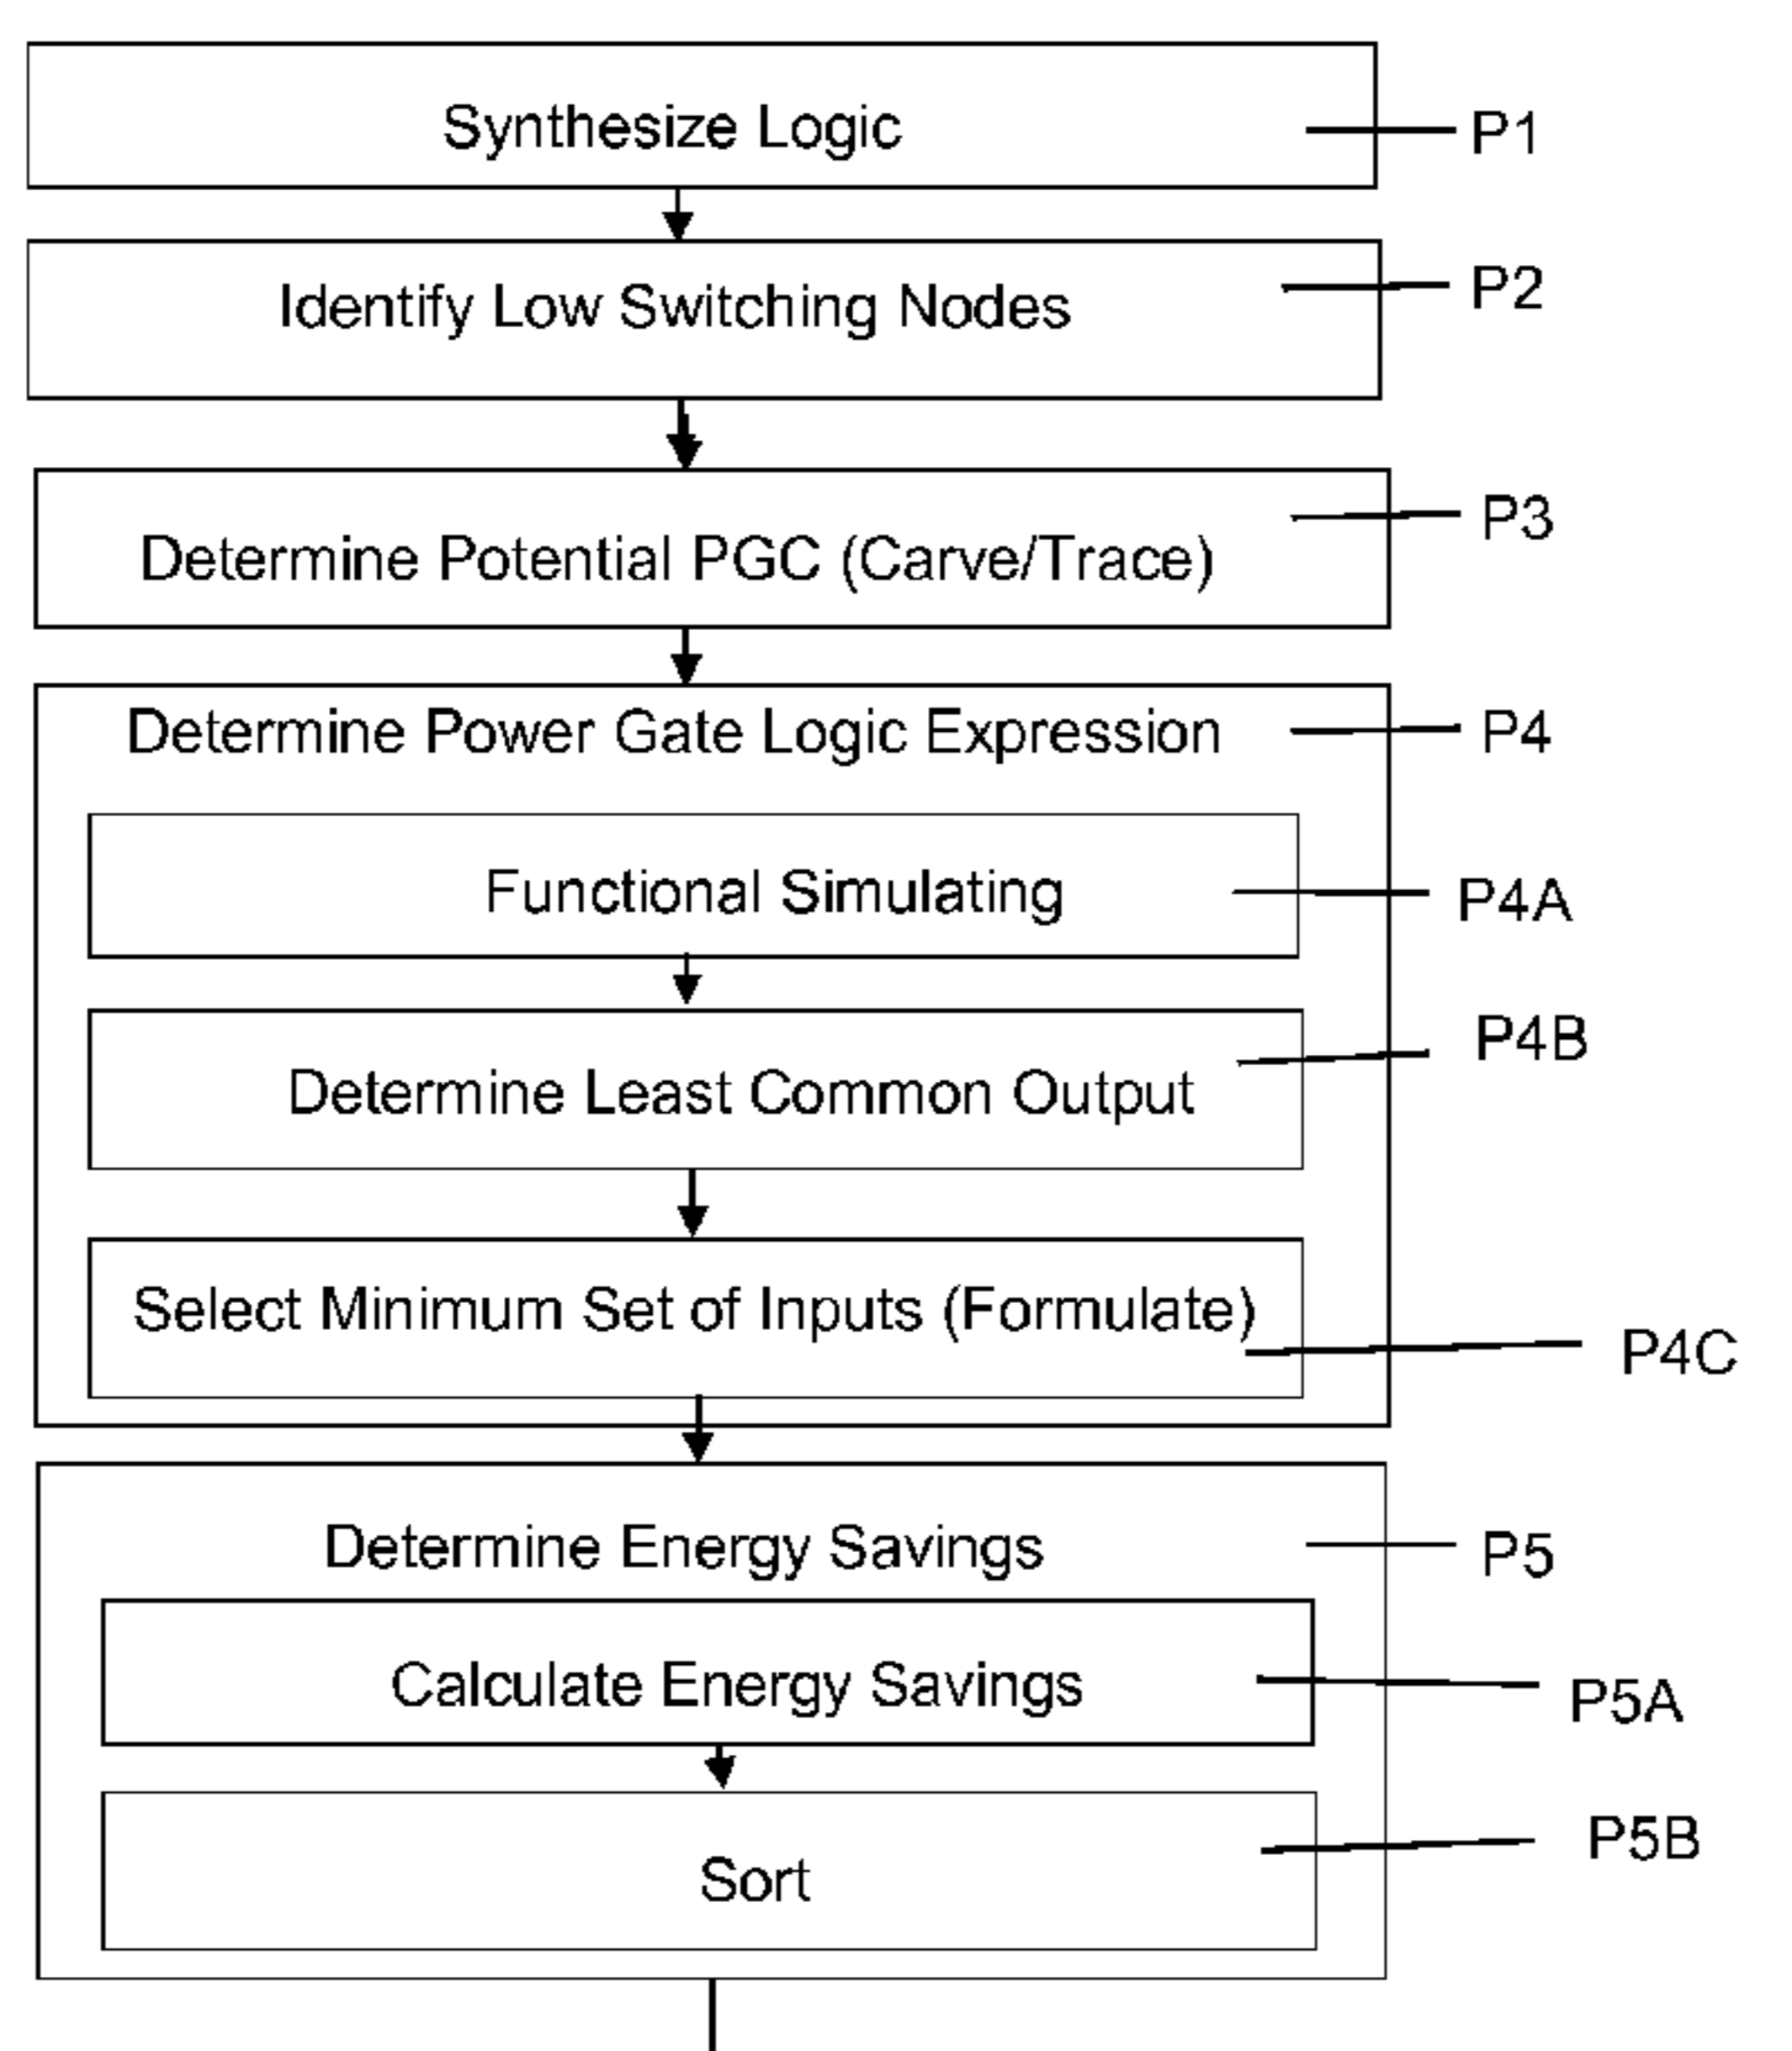 Synthesize Logic
P1
Identify Low Switching Nodes
P2
Determine Potential PGC (Carve/Trace)
P3
Determine Power Gate Logic Expression
P4
Functional Simulating
P4A
Determine Least Common Output
P4B
Select Minimum Set of Inputs (Formulate)
P4C
Determine Energy Savings
P5
Calculate Energy Savings
P5A
Sort
P5B